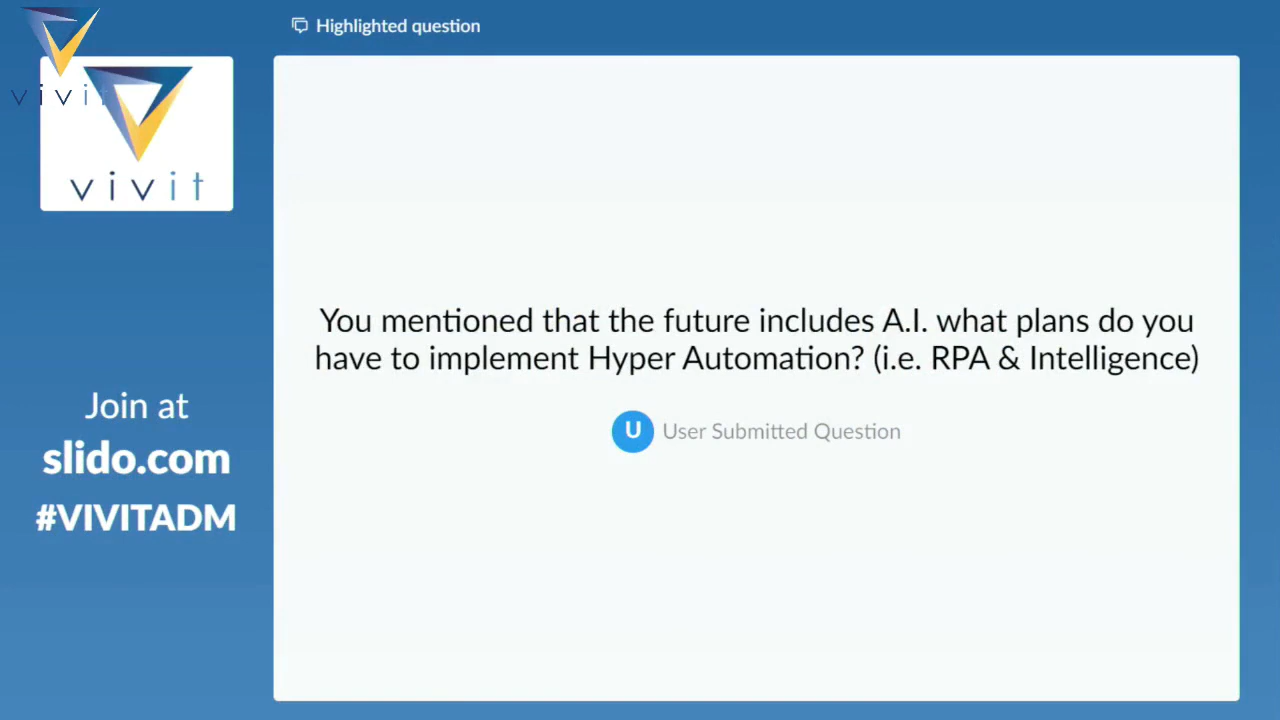 Highlighted question
vivit
vivit
You mentioned that the future includes A.I. what plans do you
have to implement Hyper Automation? (i.e. RPA & Intelligence)
U User Submitted Question
Join at
slido.com
#VIVITADM